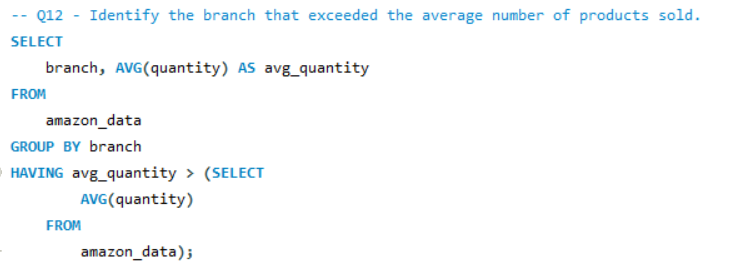 -- Q12 - Identify the branch that exceeded the average number of products sold.
SELECT
branch, AVG(quantity) AS avg_quantity
FROM
amazon_data
GROUP BY branch
HAVING avg_quantity > (SELECT
AVG(quantity)
FROM
amazon_data);